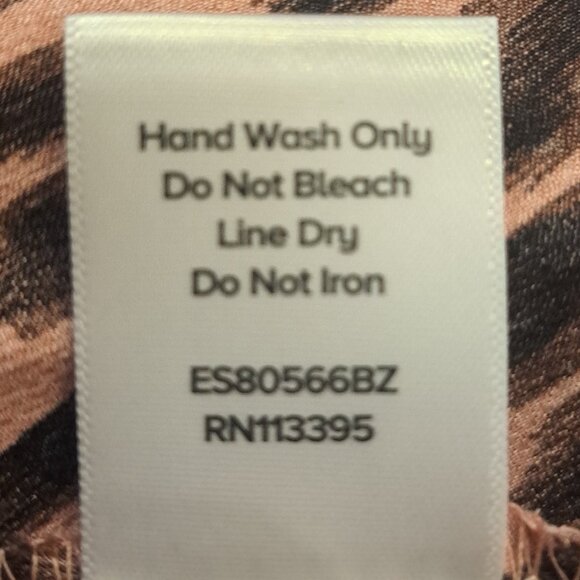 Hand Wash Only
Do Not Bleach
Line Dry
Do Not Iron
ES80566BZ
RN113395